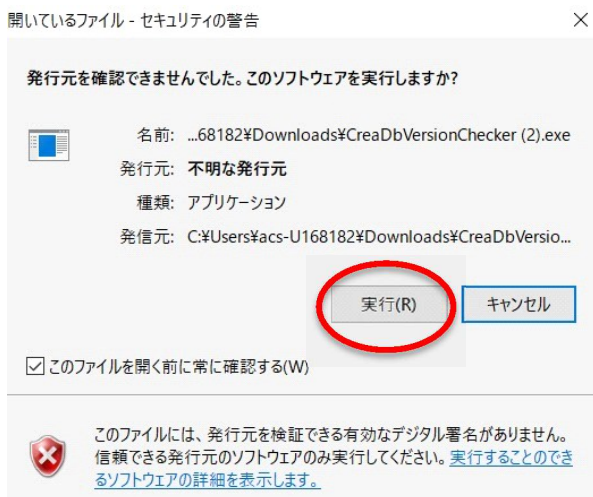 開いているファイル - セキュリティの警告
発行元を確認できませんでした。このソフトウェアを実行しますか?
名前: ...68182¥Downloads¥CreaDbVersionChecker (2).exe
発行元: 不明な発行元
種類: アプリケーション
発信元: C:¥Users¥acs-U168182¥Downloads¥CreaDbVersio...
実行(R) キャンセル
このファイルを開く前に常に確認する(W)
このファイルには、発行元を検証できる有効なデジタル署名がありません。
信頼できる発行元のソフトウェアのみ実行してください。実行することのでき
るソフトウェアの詳細を表示します。